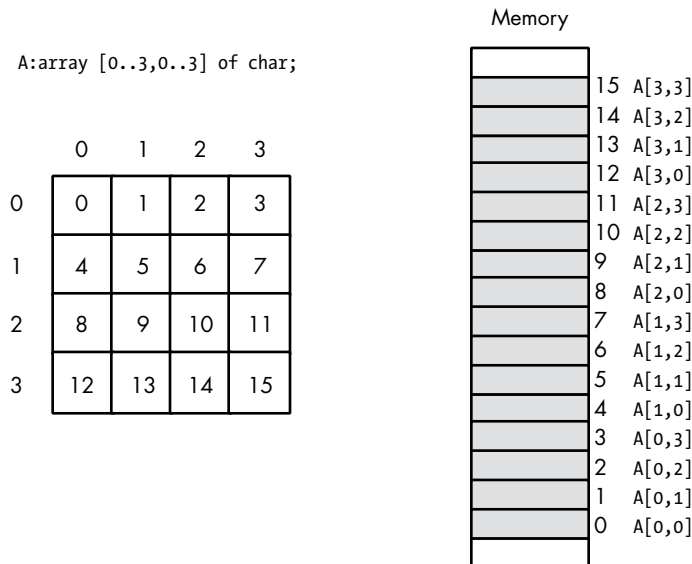 Memory
A:array [0..3,0..3] of char;
0 1 2 3
0 0 1 2 3
1 4 5 6 7
2 8 9 10 11
3 12 13 14 15
15 A[3,3]
14 A[3,2]
13 A[3,1]
12 A[3,0]
11 A[2,3]
10 A[2,2]
9 A[2,1]
8 A[2,0]
7 A[1,3]
6 A[1,2]
5 A[1,1]
4 A[1,0]
3 A[0,3]
2 A[0,2]
1 A[0,1]
0 A[0,0]